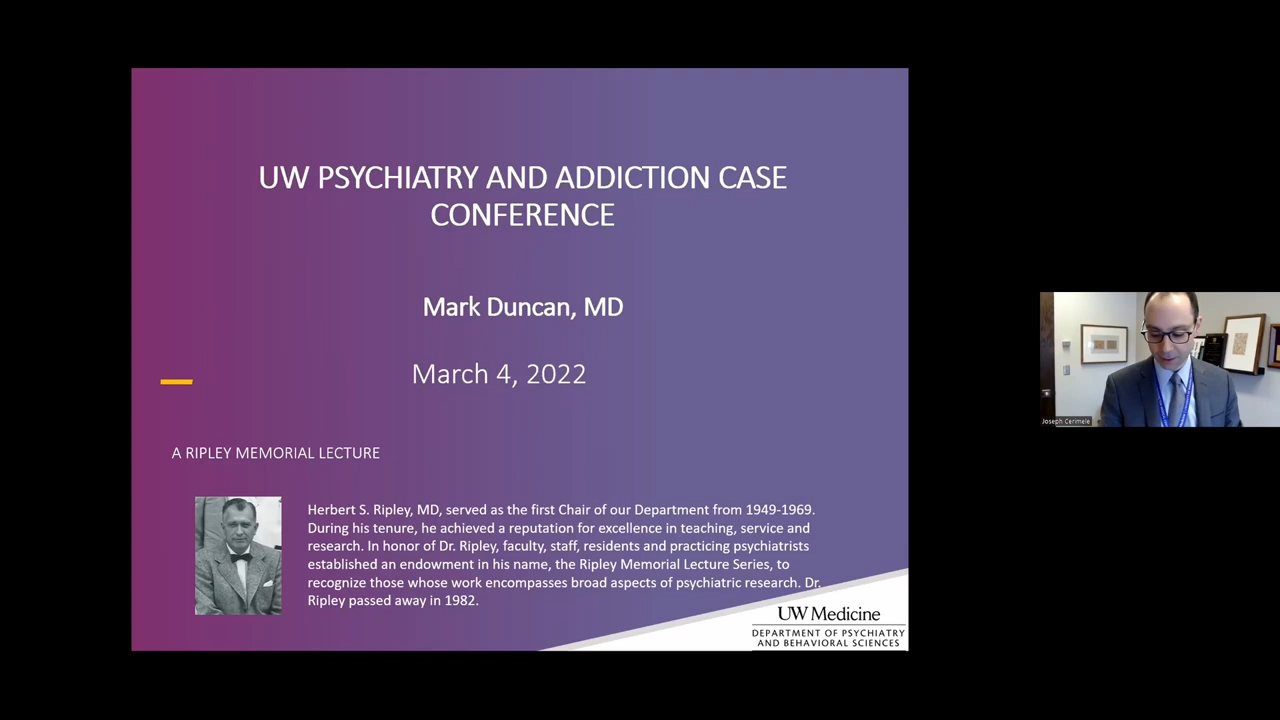 UW PSYCHIATRY AND ADDICTION CASE
CONFERENCE
Mark Duncan, MD
March 4, 2022
A RIPLEY MEMORIAL LECTURE
Herbert S. Ripley, MD, served as the first Chair of our Department from 1949-1969.
During his tenure, he achieved a reputation for excellence in teaching, service and
research. In honor of Dr. Ripley, faculty, staff, residents and practicing psychiatrists
established an endowment in his name, the Ripley Memorial Lecture Series, to
recognize those whose work encompasses broad aspects of psychiatric research. Dr.
Ripley passed away in 1982.
UW Medicine
DEPARTMENT OF PSYCHIATRY
AND BEHAVIORAL SCIENCES
Joseph Cerimele